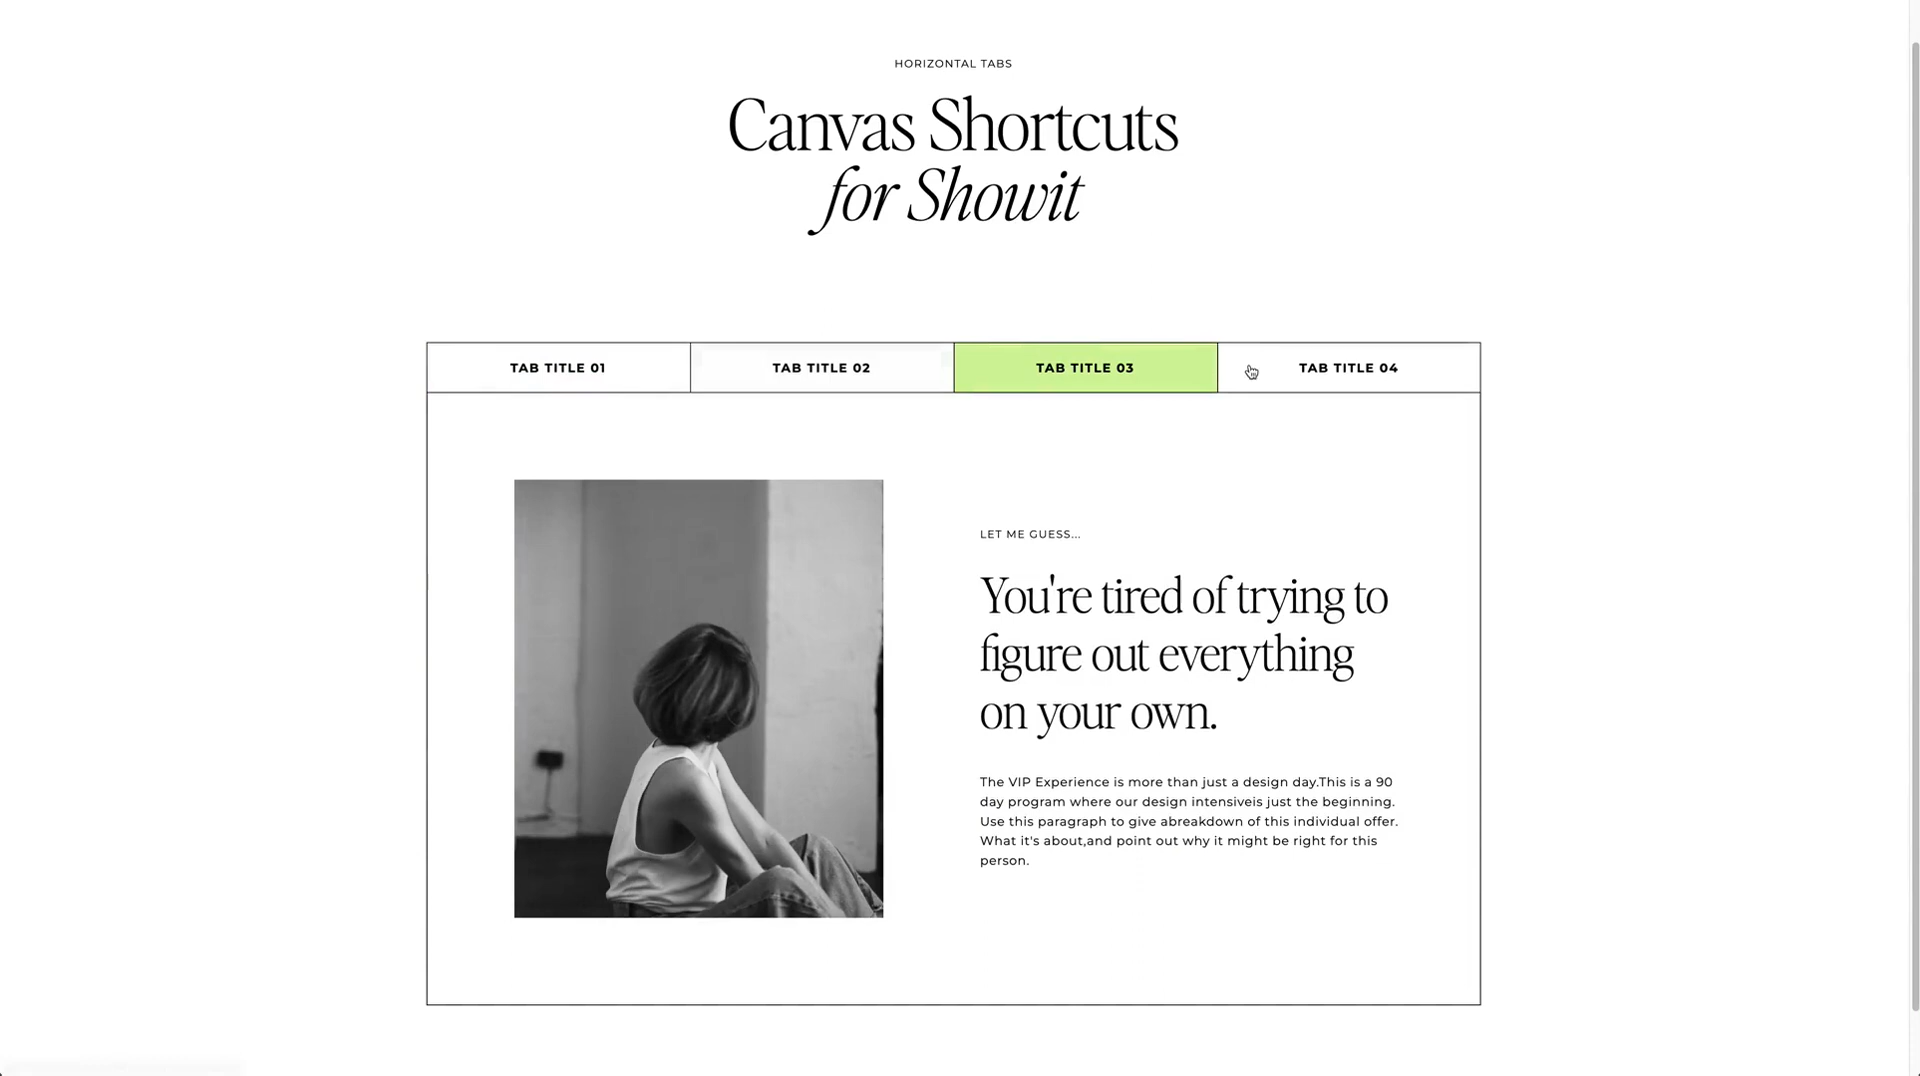 HORIZONTAL TABS
Canvas Shortcuts
for Showit
TAB TITLE 01
TAB TITLE 02
TAB TITLE 03
TAB TITLE 04
LET ME GUESS...
You're tired of trying to
figure out everything
on your own.
The VIP Experience is more than just a design day.This is a 90
day program where our design intensiveis just the beginning.
Use this paragraph to give abreakdown of this individual offer.
What it's about,and point out why it might be right for this
person.